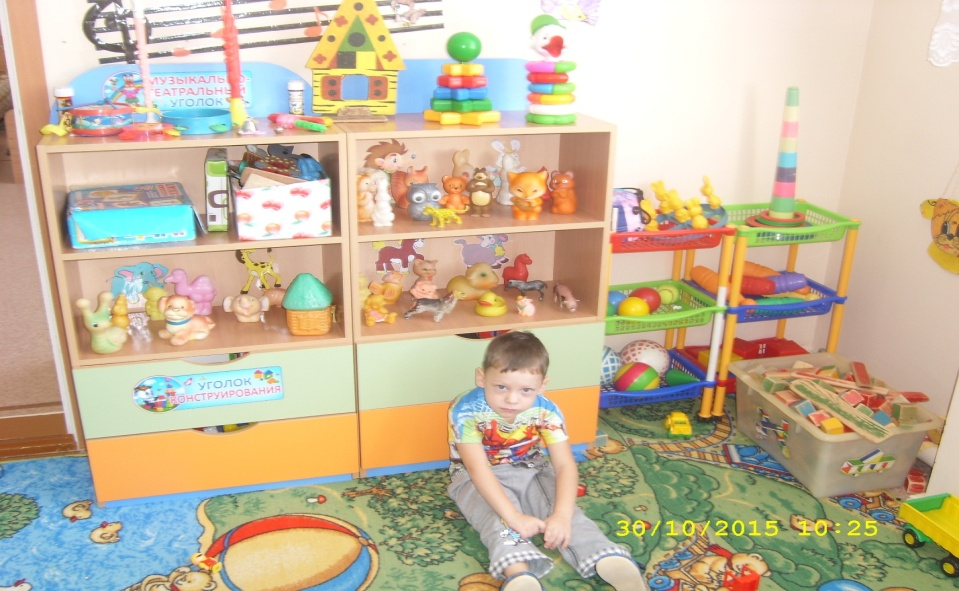 МУЗЫКАЛЬНО-
ТЕАТРАЛЬНЫЙ
УГОЛОК
УГОЛОК
КОНСТРУИРОВАНИЯ
30/10/2015 10:25